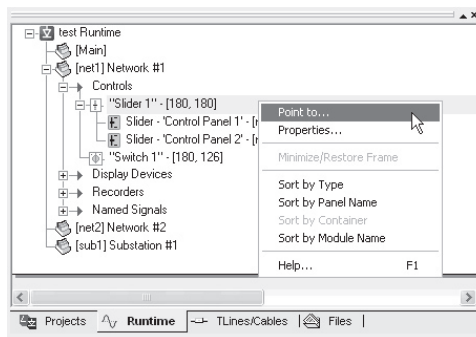 test Runtime
[Main]
[net1] Network #1
Controls
"Slider 1" - [180, 180]
Slider - 'Control Panel 1' - [r
Slider - 'Control Panel 2' - [r
"Switch 1" - [180, 126]
Display Devices
Recorders
Named Signals
[net2] Network #2
[sub1] Substation #1
Point to...
Properties...
Minimize/Restore Frame
Sort by Type
Sort by Panel Name
Sort by Container
Sort by Module Name
Help... F1
Projects Runtime TLines/Cables Files